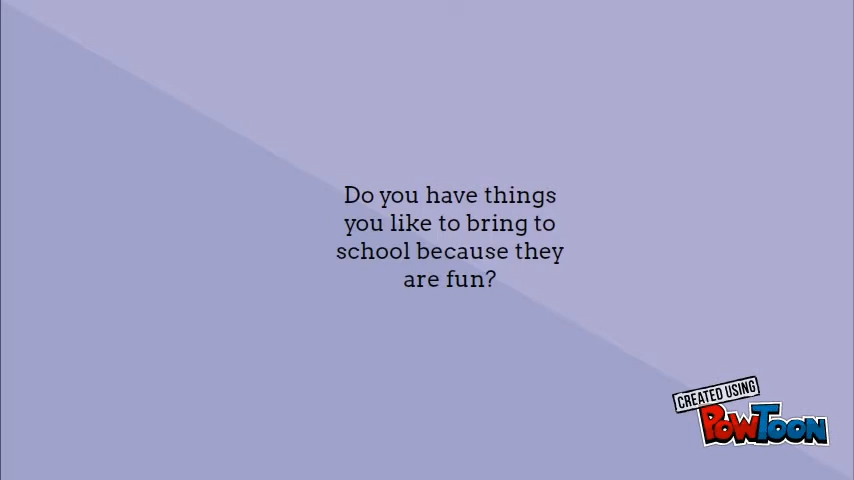 Do you have things
you like to bring to
school because they
are fun?
CREATED USING
POWTOON